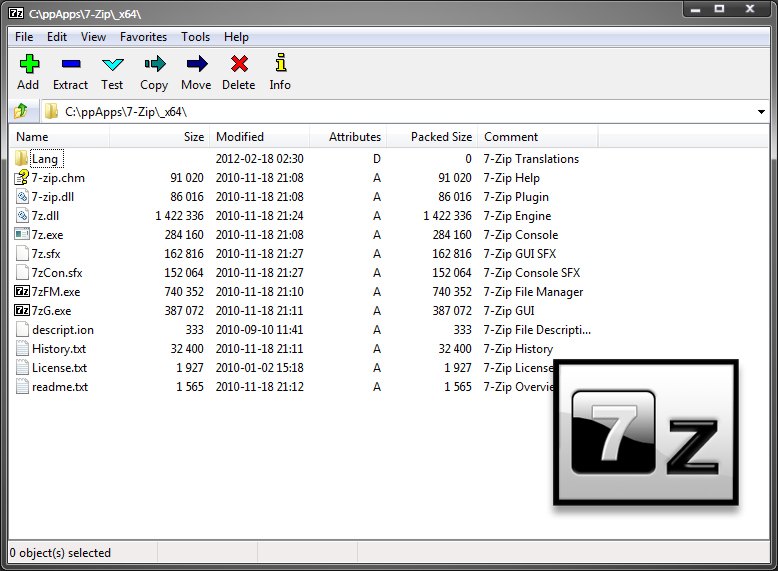 C:\ppApps\7-Zip\_x64\
File Edit View Favorites Tools Help
Add Extract Test Copy Move Delete Info
C:\ppApps\7-Zip\_x64\
Name Size Modified Attributes Packed Size Comment
Lang 2012-02-18 02:30 D 0 7-Zip Translations
7-zip.chm 91 020 2010-11-18 21:08 A 91 020 7-Zip Help
7-zip.dll 86 016 2010-11-18 21:08 A 86 016 7-Zip Plugin
7z.dll 1 422 336 2010-11-18 21:24 A 1 422 336 7-Zip Engine
7z.exe 284 160 2010-11-18 21:08 A 284 160 7-Zip Console
7z.sfx 162 816 2010-11-18 21:27 A 162 816 7-Zip GUI SFX
7zCon.sfx 152 064 2010-11-18 21:27 A 152 064 7-Zip Console SFX
7zFM.exe 740 352 2010-11-18 21:10 A 740 352 7-Zip File Manager
7zG.exe 387 072 2010-11-18 21:11 A 387 072 7-Zip GUI
descript.ion 333 2010-09-10 11:41 A 333 7-Zip File Descripti...
History.txt 32 400 2010-11-18 21:11 A 32 400 7-Zip History
License.txt 1 927 2010-01-02 15:18 A 1 927 7-Zip License
readme.txt 1 565 2010-11-18 21:12 A 1 565 7-Zip Overvie
7z
0 object(s) selected